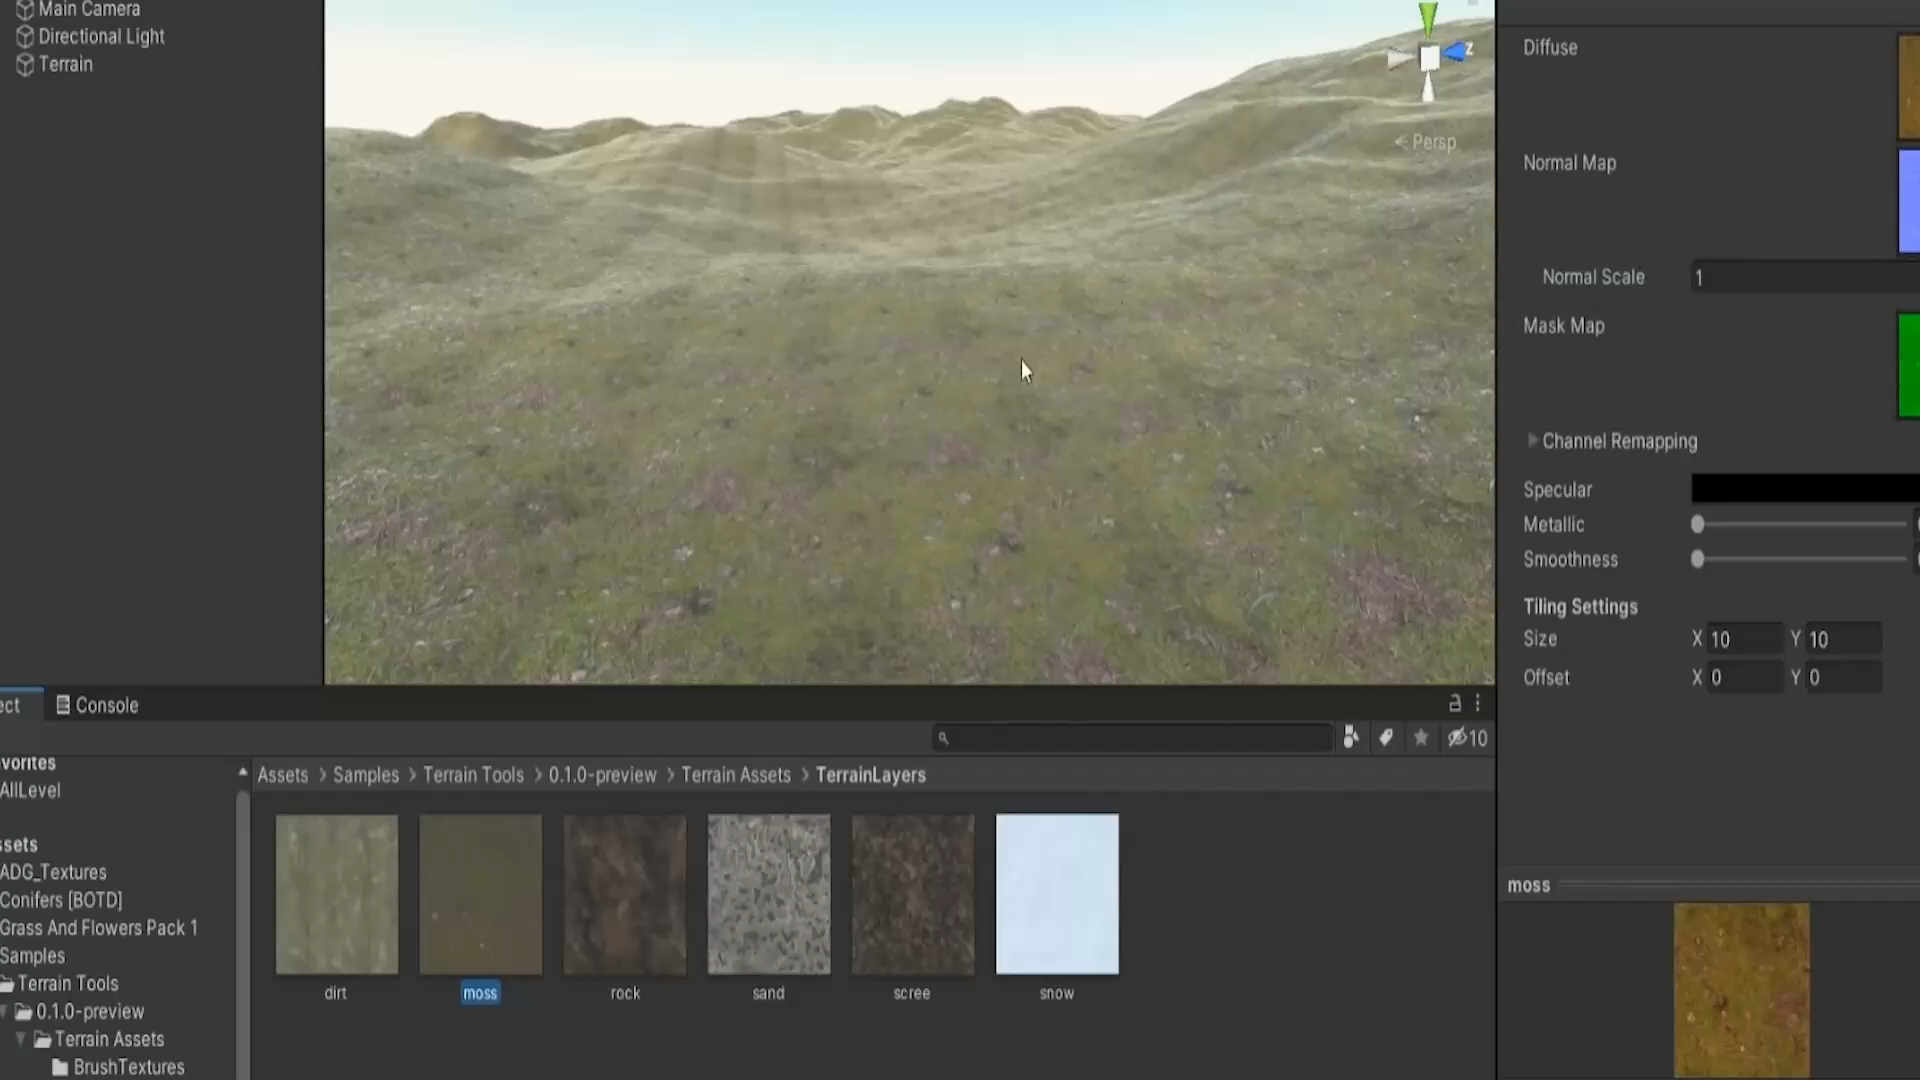 Main Camera
Directional Light
Terrain
z
< Persp
Diffuse
Normal Map
Normal Scale 1
Mask Map
Channel Remapping
Specular
Metallic
Smoothness
Tiling Settings
Size X 10 Y 10
Offset X 0 Y 0
ect Console
10
vorites
AllLevel
ssets
ADG_Textures
Conifers [BOTD]
Grass And Flowers Pack 1
Samples
Terrain Tools
0.1.0-preview
Terrain Assets
BrushTextures
Assets > Samples > Terrain Tools > 0.1.0-preview > Terrain Assets > TerrainLayers
dirt moss rock sand scree snow
moss